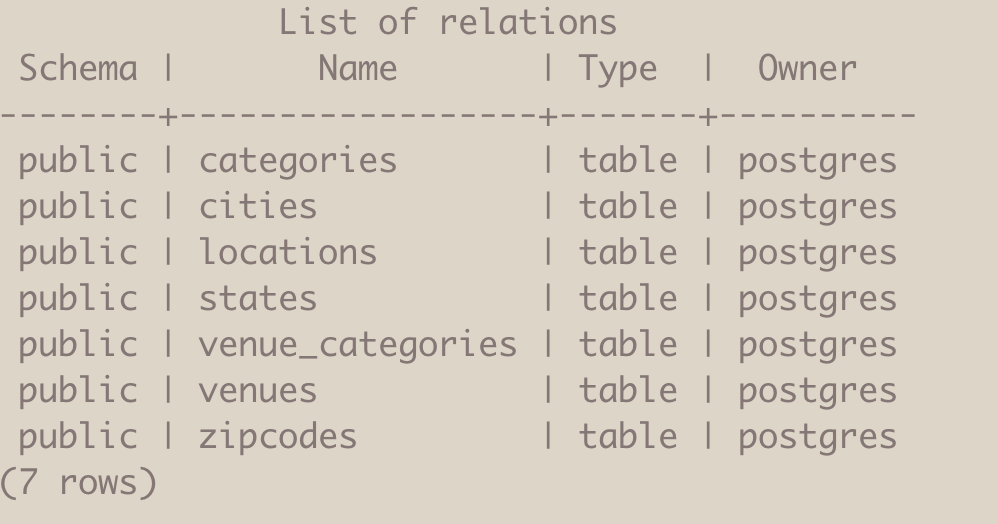 List of relations
Schema | Name | Type | Owner
--------+------------------+-------+----------
public | categories | table | postgres
public | cities | table | postgres
public | locations | table | postgres
public | states | table | postgres
public | venue_categories | table | postgres
public | venues | table | postgres
public | zipcodes | table | postgres
(7 rows)